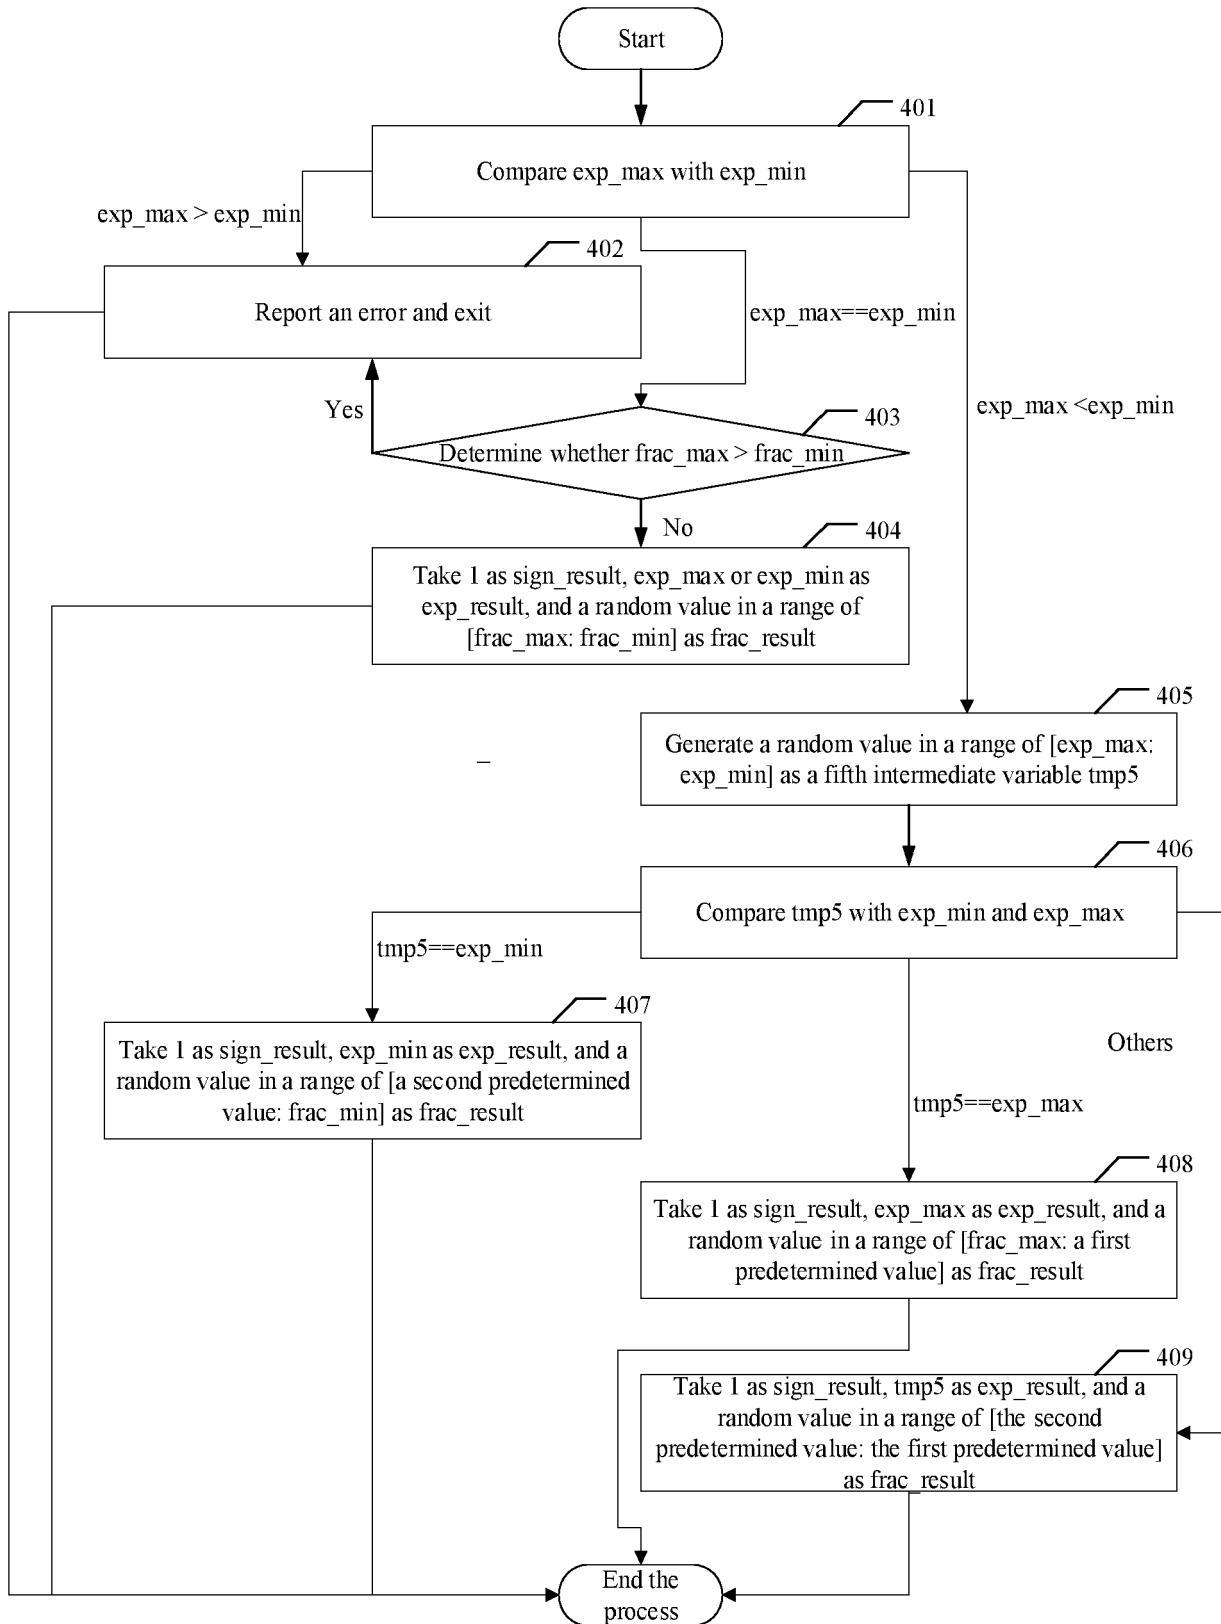 Start
401
Compare exp_max with exp_min
exp_max > exp_min
402
Report an error and exit
exp_max==exp_min
Yes
403
exp_max <exp_min
Determine whether frac_max > frac_min
No
404
Take 1 as sign_result, exp_max or exp_min as
exp_result, and a random value in a range of
[frac_max: frac_min] as frac_result
405
Generate a random value in a range of [exp_max:
exp_min] as a fifth intermediate variable tmp5
406
Compare tmp5 with exp_min and exp_max
tmp5==exp_min
407
Take 1 as sign_result, exp_min as exp_result, and a
random value in a range of [a second predetermined
value: frac_min] as frac_result
Others
tmp5==exp_max
408
Take 1 as sign_result, exp_max as exp_result, and a
random value in a range of [frac_max: a first
predetermined value] as frac_result
409
Take 1 as sign_result, tmp5 as exp_result, and a
random value in a range of [the second
predetermined value: the first predetermined value]
as frac_result
End the
process